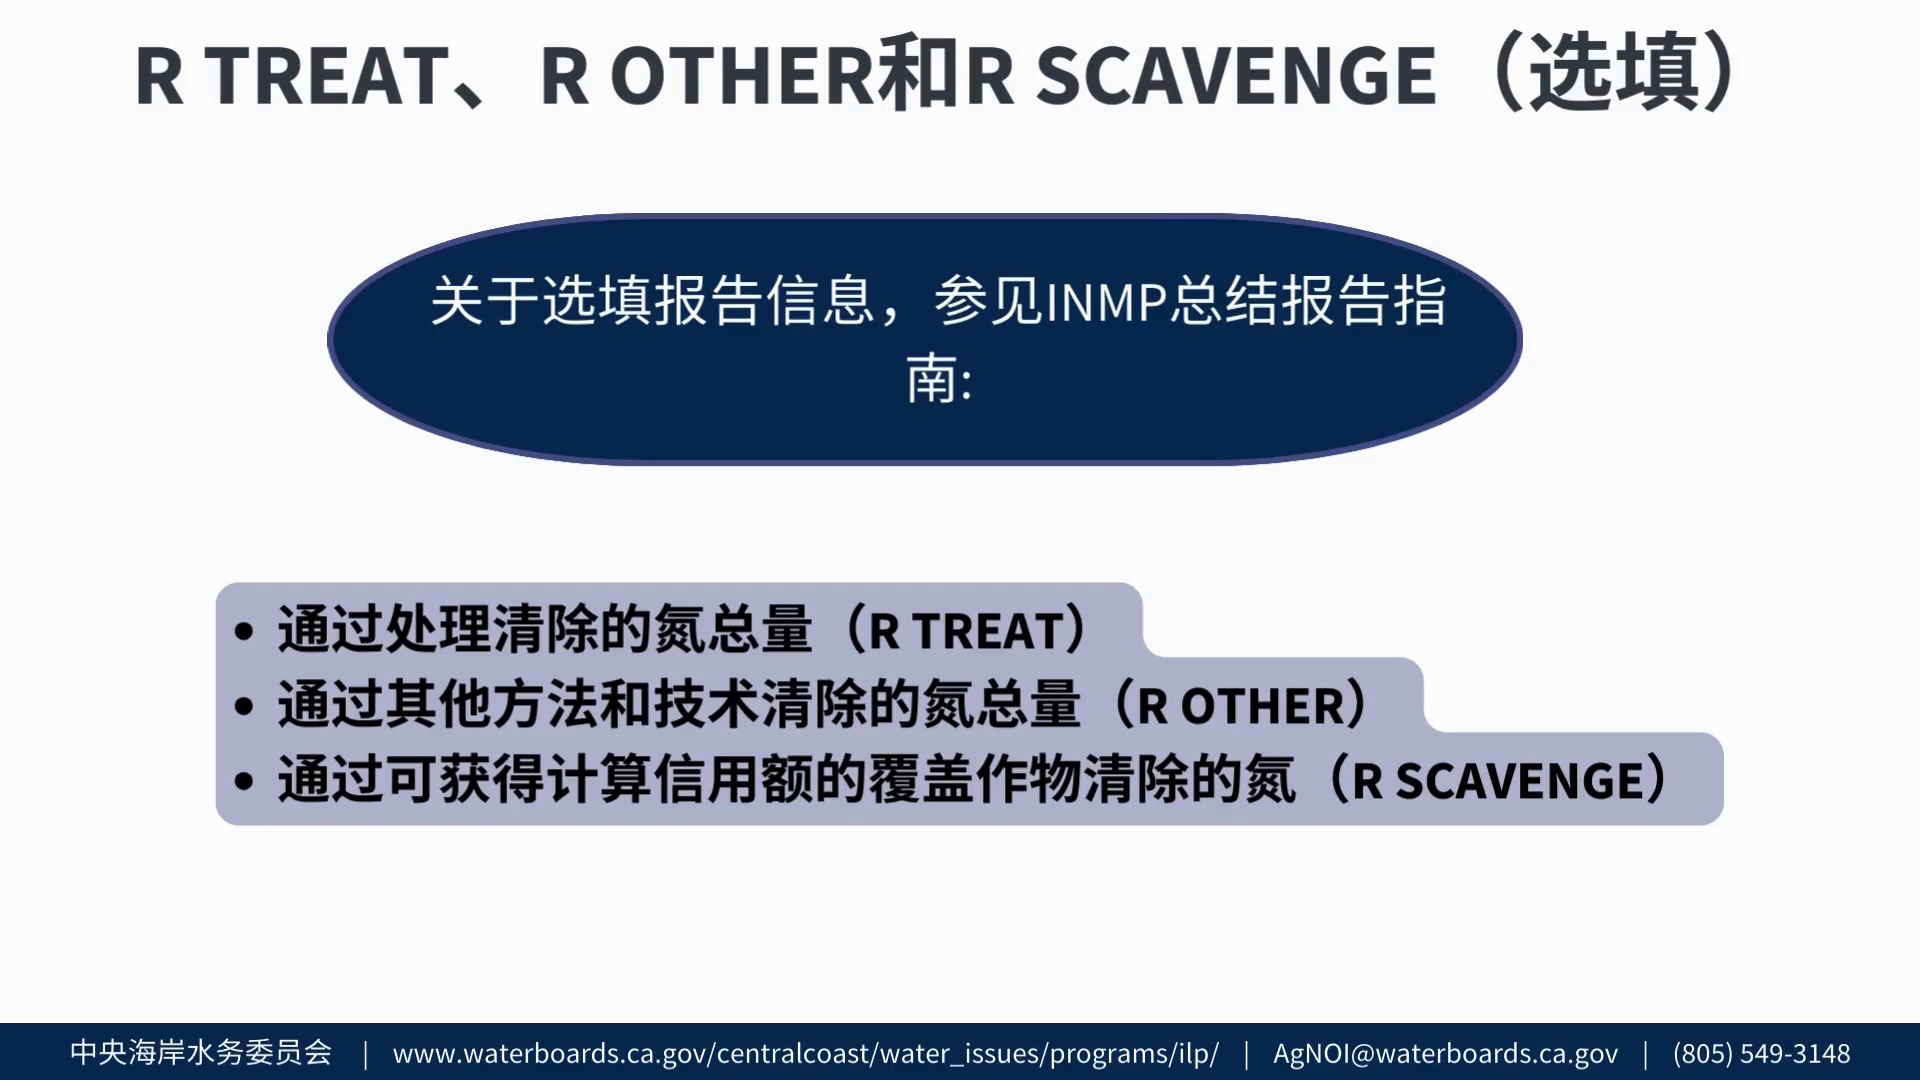 R TREAT、R OTHER和R SCAVENGE（选填）
关于选填报告信息，参见INMP总结报告指
南:
• 通过处理清除的氮总量（R TREAT）
• 通过其他方法和技术清除的氮总量（R OTHER）
• 通过可获得计算信用额的覆盖作物清除的氮（R SCAVENGE）
中央海岸水务委员会 | www.waterboards.ca.gov/centralcoast/water_issues/programs/ilp/ | AgNOI@waterboards.ca.gov | (805) 549-3148